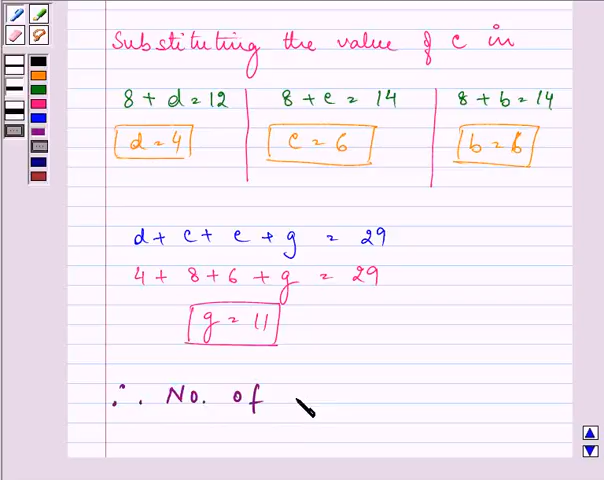 Substituting the value of c in
8 + d = 12 8 + e = 14 8 + b = 14
d = 4 e = 6 b = 6
d + c + e + g = 29
4 + 8 + 6 + g = 29
g = 11
∴ No. of